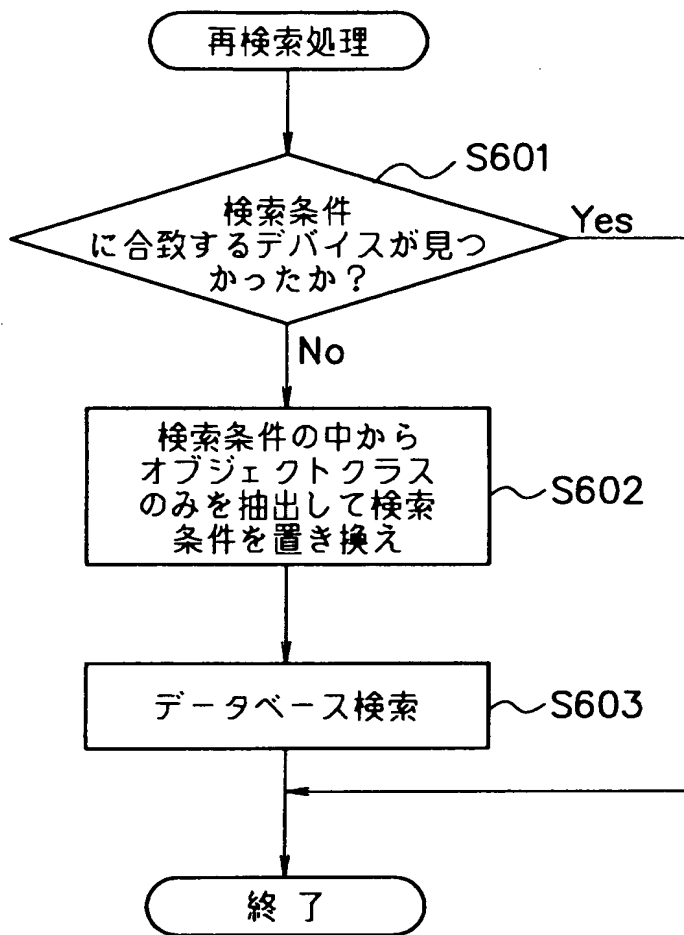 再検索処理
S601
検索条件
に合致するデバイスが見つ
かったか？
Yes
No
検索条件の中から
オブジェクトクラス
のみを抽出して検索
条件を置き換え
S602
データベース検索
S603
終了